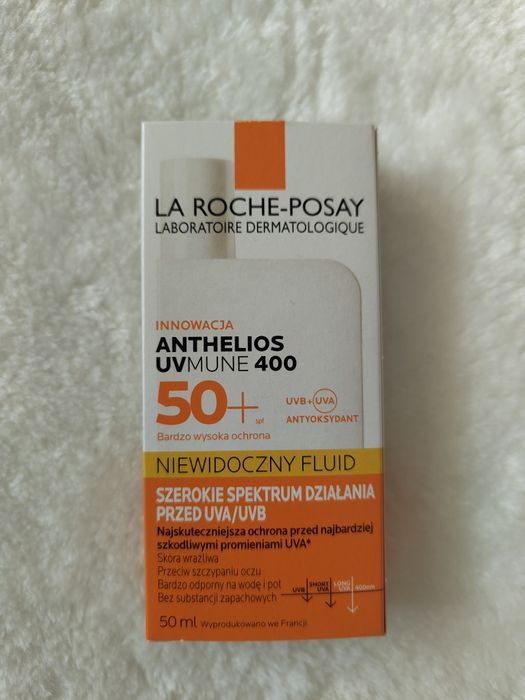 LA ROCHE-POSAY
LABORATOIRE DERMATOLOGIQUE
INNOWACJA
ANTHELIOS
UVMUNE 400
50+
spf
Bardzo wysoka ochrona
UVB+UVA
ANTYOKSYDANT
NIEWIDOCZNY FLUID
SZEROKIE SPEKTRUM DZIAŁANIA
PRZED UVA/UVB
Najskuteczniejsza ochrona przed najbardziej
szkodliwymi promieniami UVA*
Skóra wrażliwa
Przeciw szczypaniu oczu
Bardzo odporny na wodę i pot
Bez substancji zapachowych
UVB
SHORT
UVA
LONG
UVA
400nm
50 ml Wyprodukowano we Francji